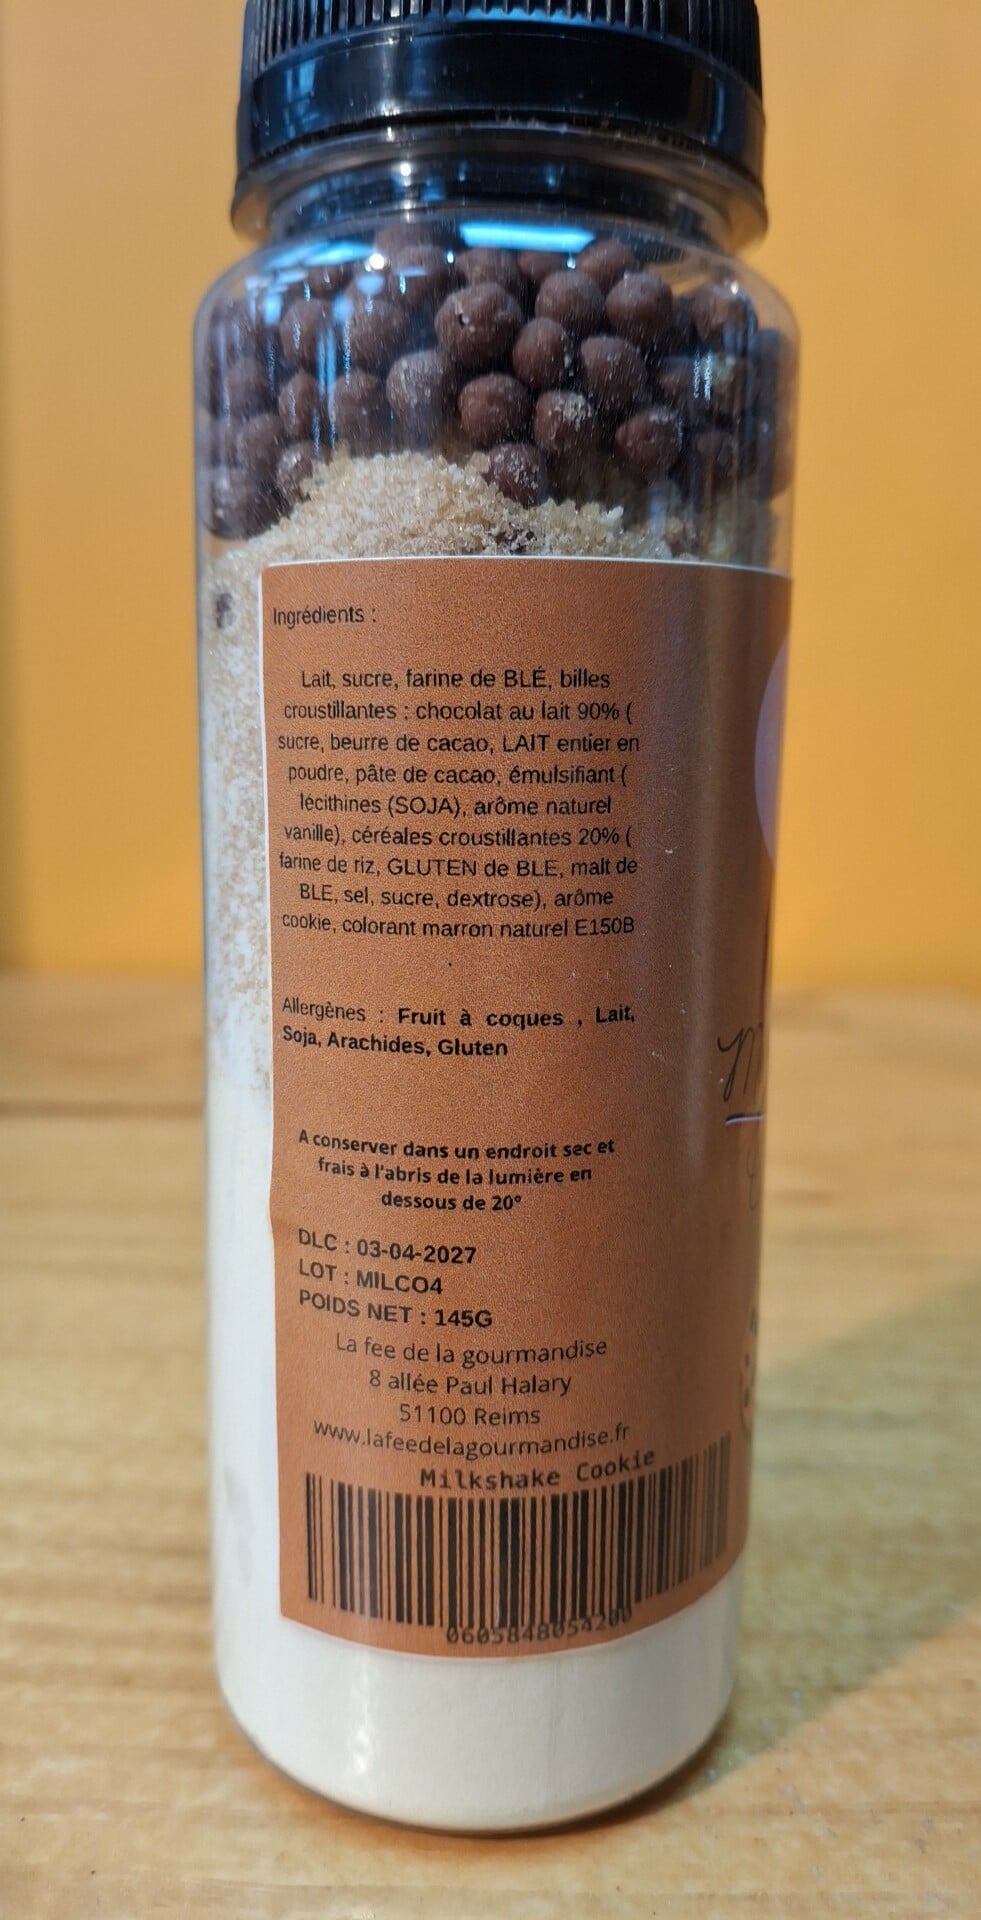 Ingrédients :
Lait, sucre, farine de BLÉ, billes
croustillantes : chocolat au lait 90% (
sucre, beurre de cacao, LAIT entier en
poudre, pâte de cacao, émulsifiant (
lécithines (SOJA), arôme naturel
vanille), céréales croustillantes 20% (
farine de riz, GLUTEN de BLE, malt de
BLE, sel, sucre, dextrose), arôme
cookie, colorant marron naturel E150B
.
Allergènes : Fruit à coques , Lait,
Soja, Arachides, Gluten
A conserver dans un endroit sec et
frais à l'abris de la lumière en
dessous de 20°
DLC : 03-04-2027
LOT : MILCO4
POIDS NET : 145G
La fee de la gourmandise
8 allée Paul Halary
51100 Reims
www.lafeedelagourmandise.fr
Milkshake Cookie